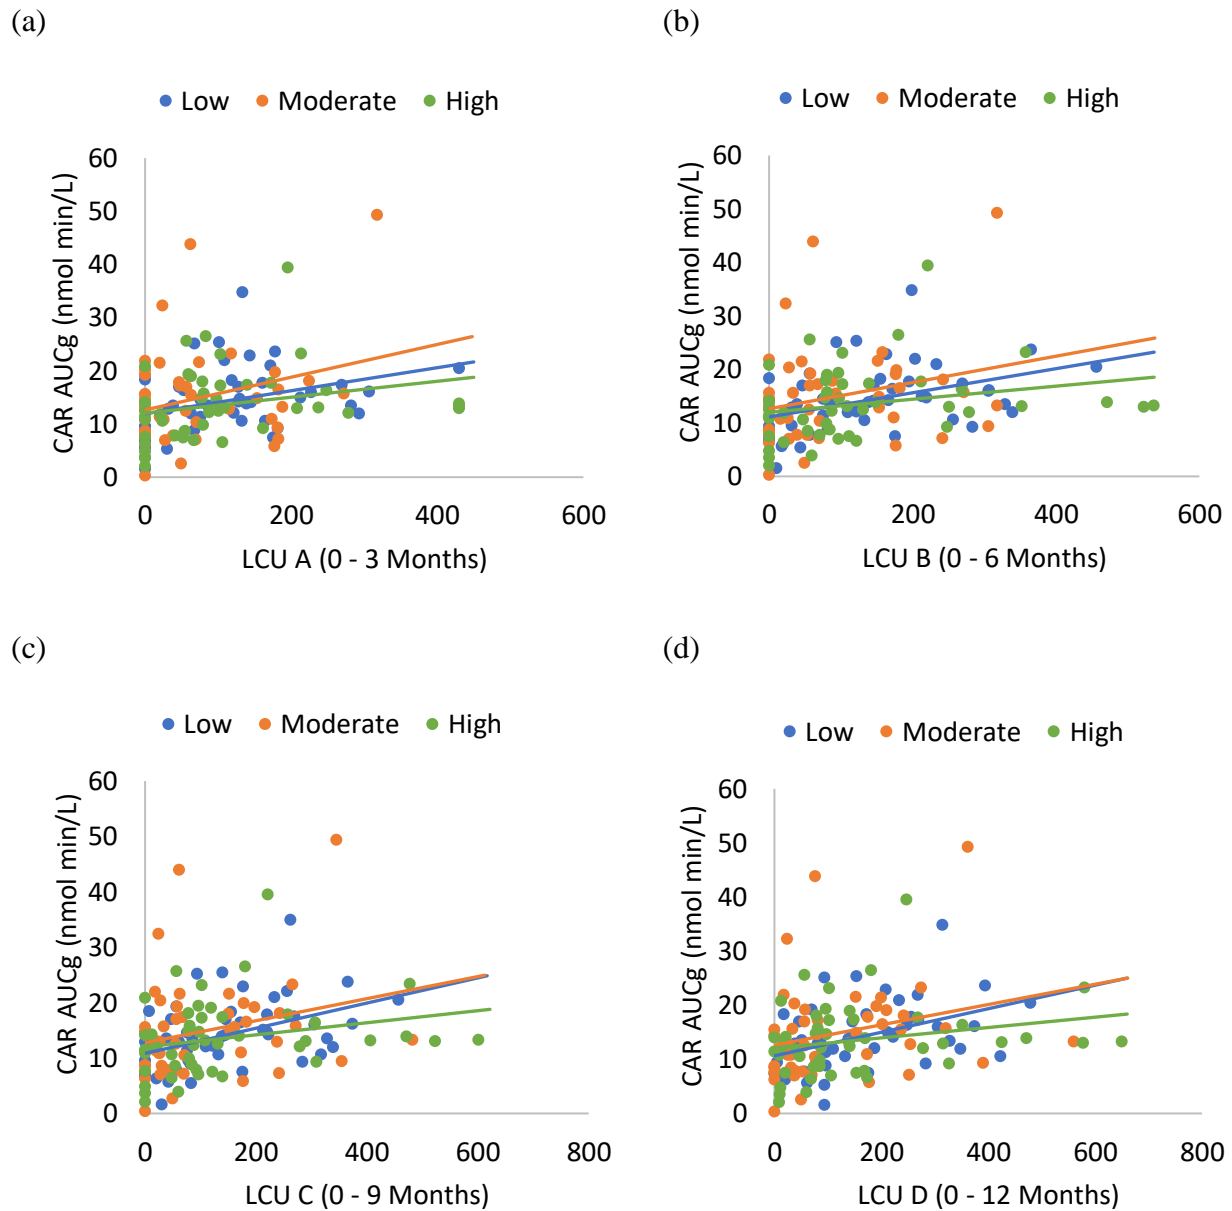 (a)
Low Moderate High
CAR AUCg (nmol min/L)
60
50
40
30
20
10
0
0 200 400 600
LCU A (0 - 3 Months)
(b)
Low Moderate High
CAR AUCg (nmol min/L)
60
50
40
30
20
10
0
0 200 400 600
LCU B (0 - 6 Months)
(c)
Low Moderate High
CAR AUCg (nmol min/L)
60
50
40
30
20
10
0
0 200 400 600 800
LCU C (0 - 9 Months)
(d)
Low Moderate High
CAR AUCg (nmol min/L)
60
50
40
30
20
10
0
0 200 400 600 800
LCU D (0 - 12 Months)